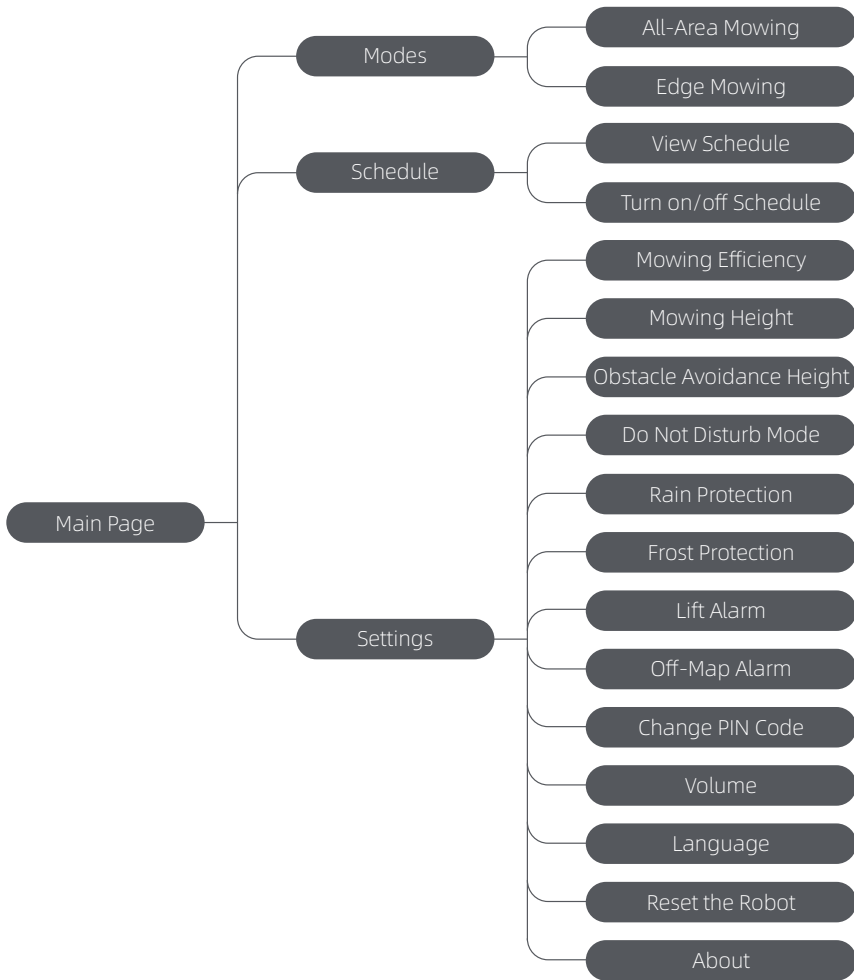 Main Page
Modes
All-Area Mowing
Edge Mowing
Schedule
View Schedule
Turn on/off Schedule
Settings
Mowing Efficiency
Mowing Height
Obstacle Avoidance Height
Do Not Disturb Mode
Rain Protection
Frost Protection
Lift Alarm
Off-Map Alarm
Change PIN Code
Volume
Language
Reset the Robot
About